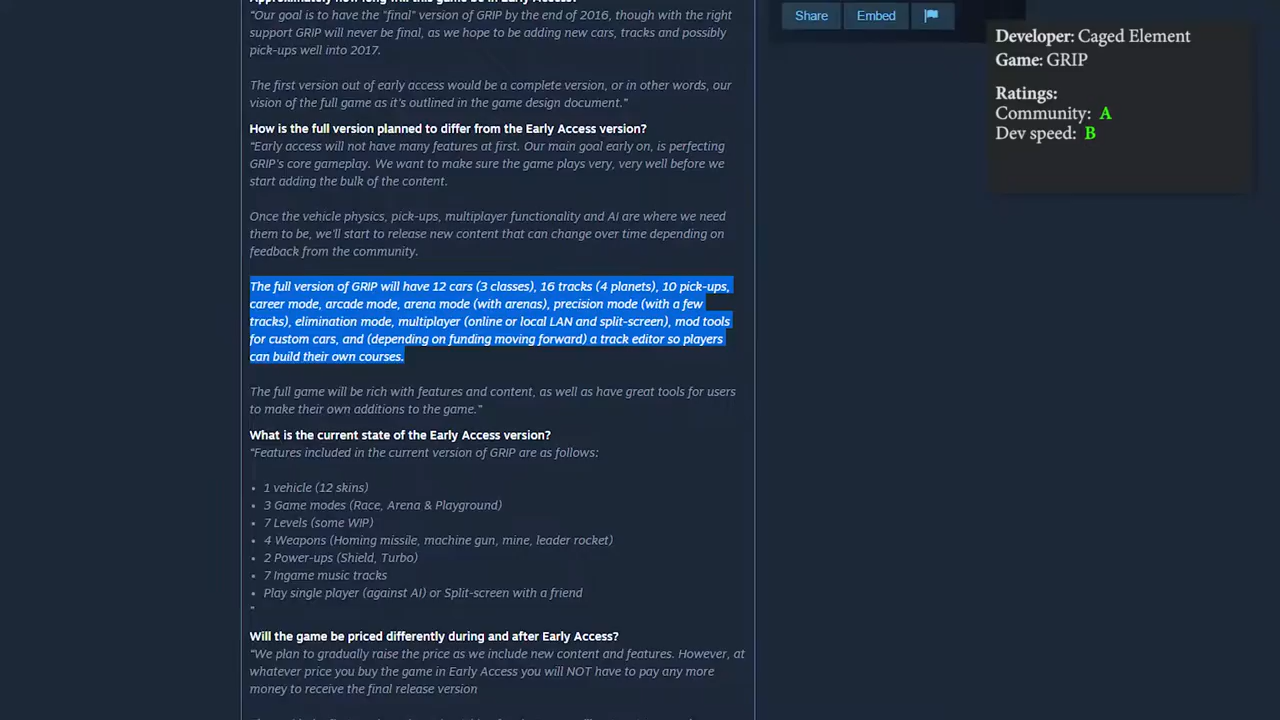 Approximately how long will this game be in Early Access?
"Our goal is to have the "final" version of GRIP by the end of 2016, though with the right
support GRIP will never be final, as we hope to be adding new cars, tracks and possibly
pick-ups well into 2017.
The first version out of early access would be a complete version, or in other words, our
vision of the full game as it's outlined in the game design document."
How is the full version planned to differ from the Early Access version?
"Early access will not have many features at first. Our main goal early on, is perfecting
GRIP's core gameplay. We want to make sure the game plays very, very well before we
start adding the bulk of the content.
Once the vehicle physics, pick-ups, multiplayer functionality and AI are where we need
them to be, we'll start to release new content that can change over time depending on
feedback from the community.
The full version of GRIP will have 12 cars (3 classes), 16 tracks (4 planets), 10 pick-ups,
career mode, arcade mode, arena mode (with arenas), precision mode (with a few
tracks), elimination mode, multiplayer (online or local LAN and split-screen), mod tools
for custom cars, and (depending on funding moving forward) a track editor so players
can build their own courses.
The full game will be rich with features and content, as well as have great tools for users
to make their own additions to the game."
What is the current state of the Early Access version?
"Features included in the current version of GRIP are as follows:
• 1 vehicle (12 skins)
• 3 Game modes (Race, Arena & Playground)
• 7 Levels (some WIP)
• 4 Weapons (Homing missile, machine gun, mine, leader rocket)
• 2 Power-ups (Shield, Turbo)
• 7 Ingame music tracks
• Play single player (against AI) or Split-screen with a friend
"
Will the game be priced differently during and after Early Access?
"We plan to gradually raise the price as we include new content and features. However, at
whatever price you buy the game in Early Access you will NOT have to pay any more
money to receive the final release version
Share Embed
Developer: Caged Element
Game: GRIP
Ratings:
Community: A
Dev speed: B